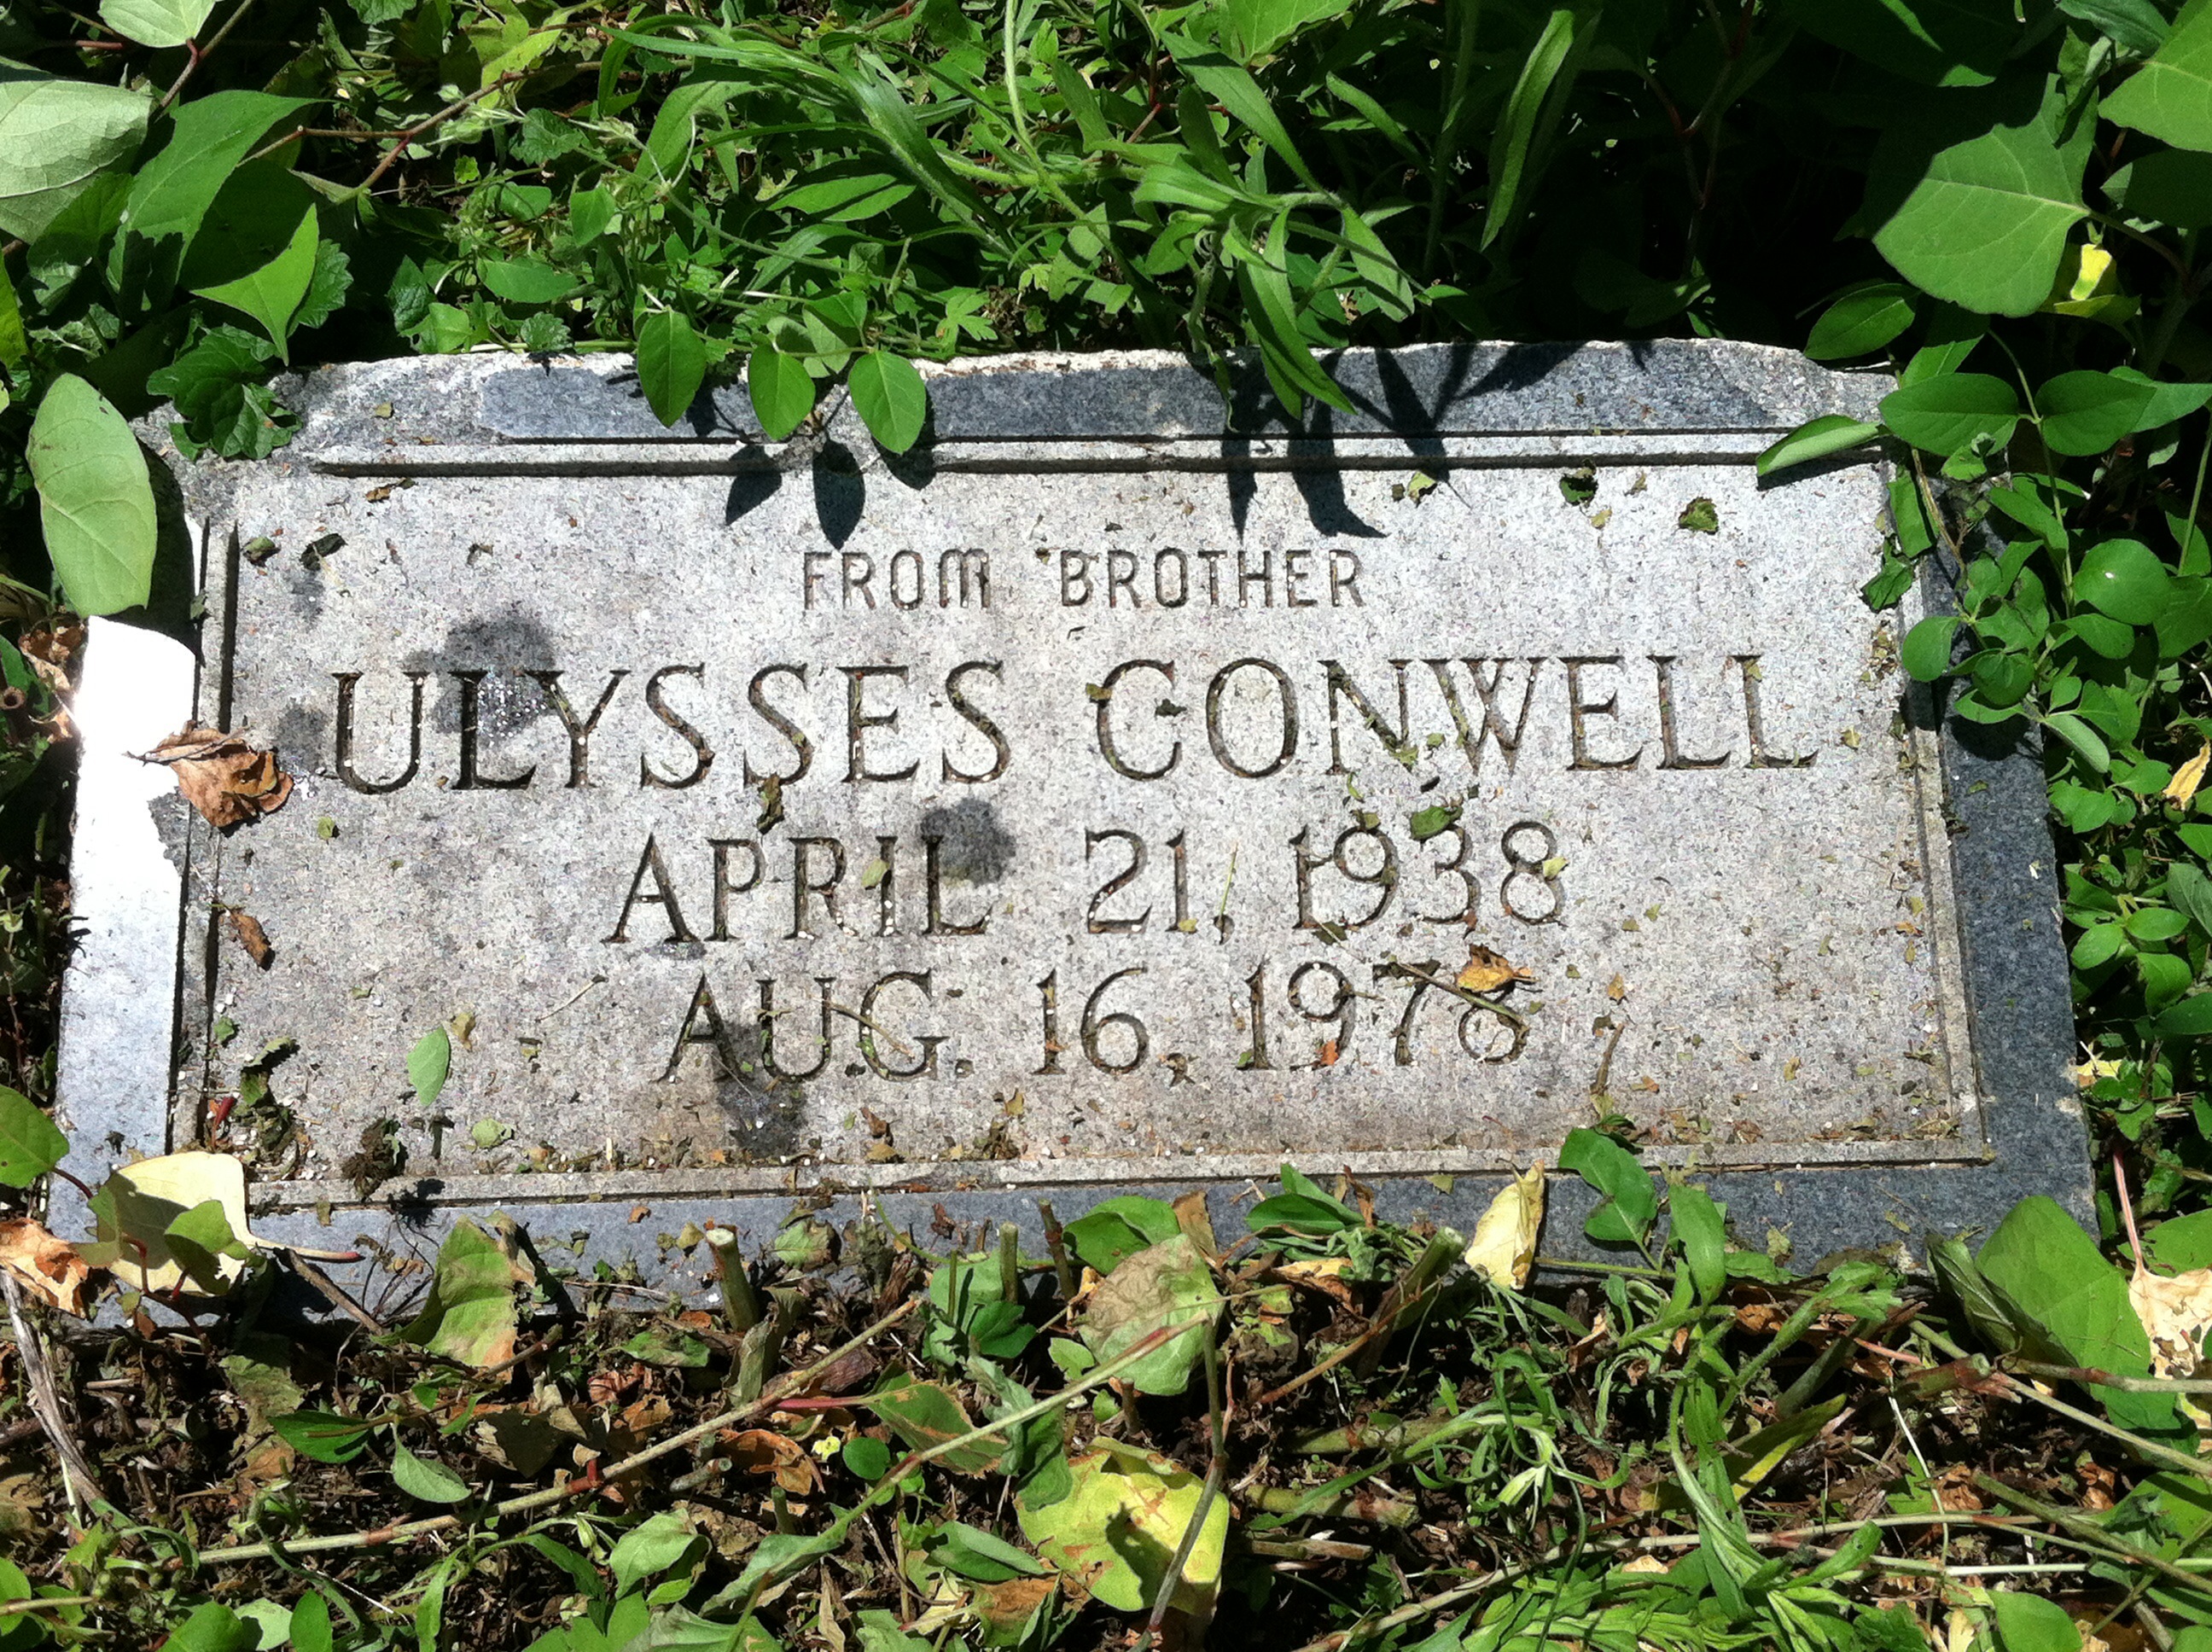 FROM BROTHER
ULYSSES CONWELL
APRIL 21, 1938
AUG. 16, 1978